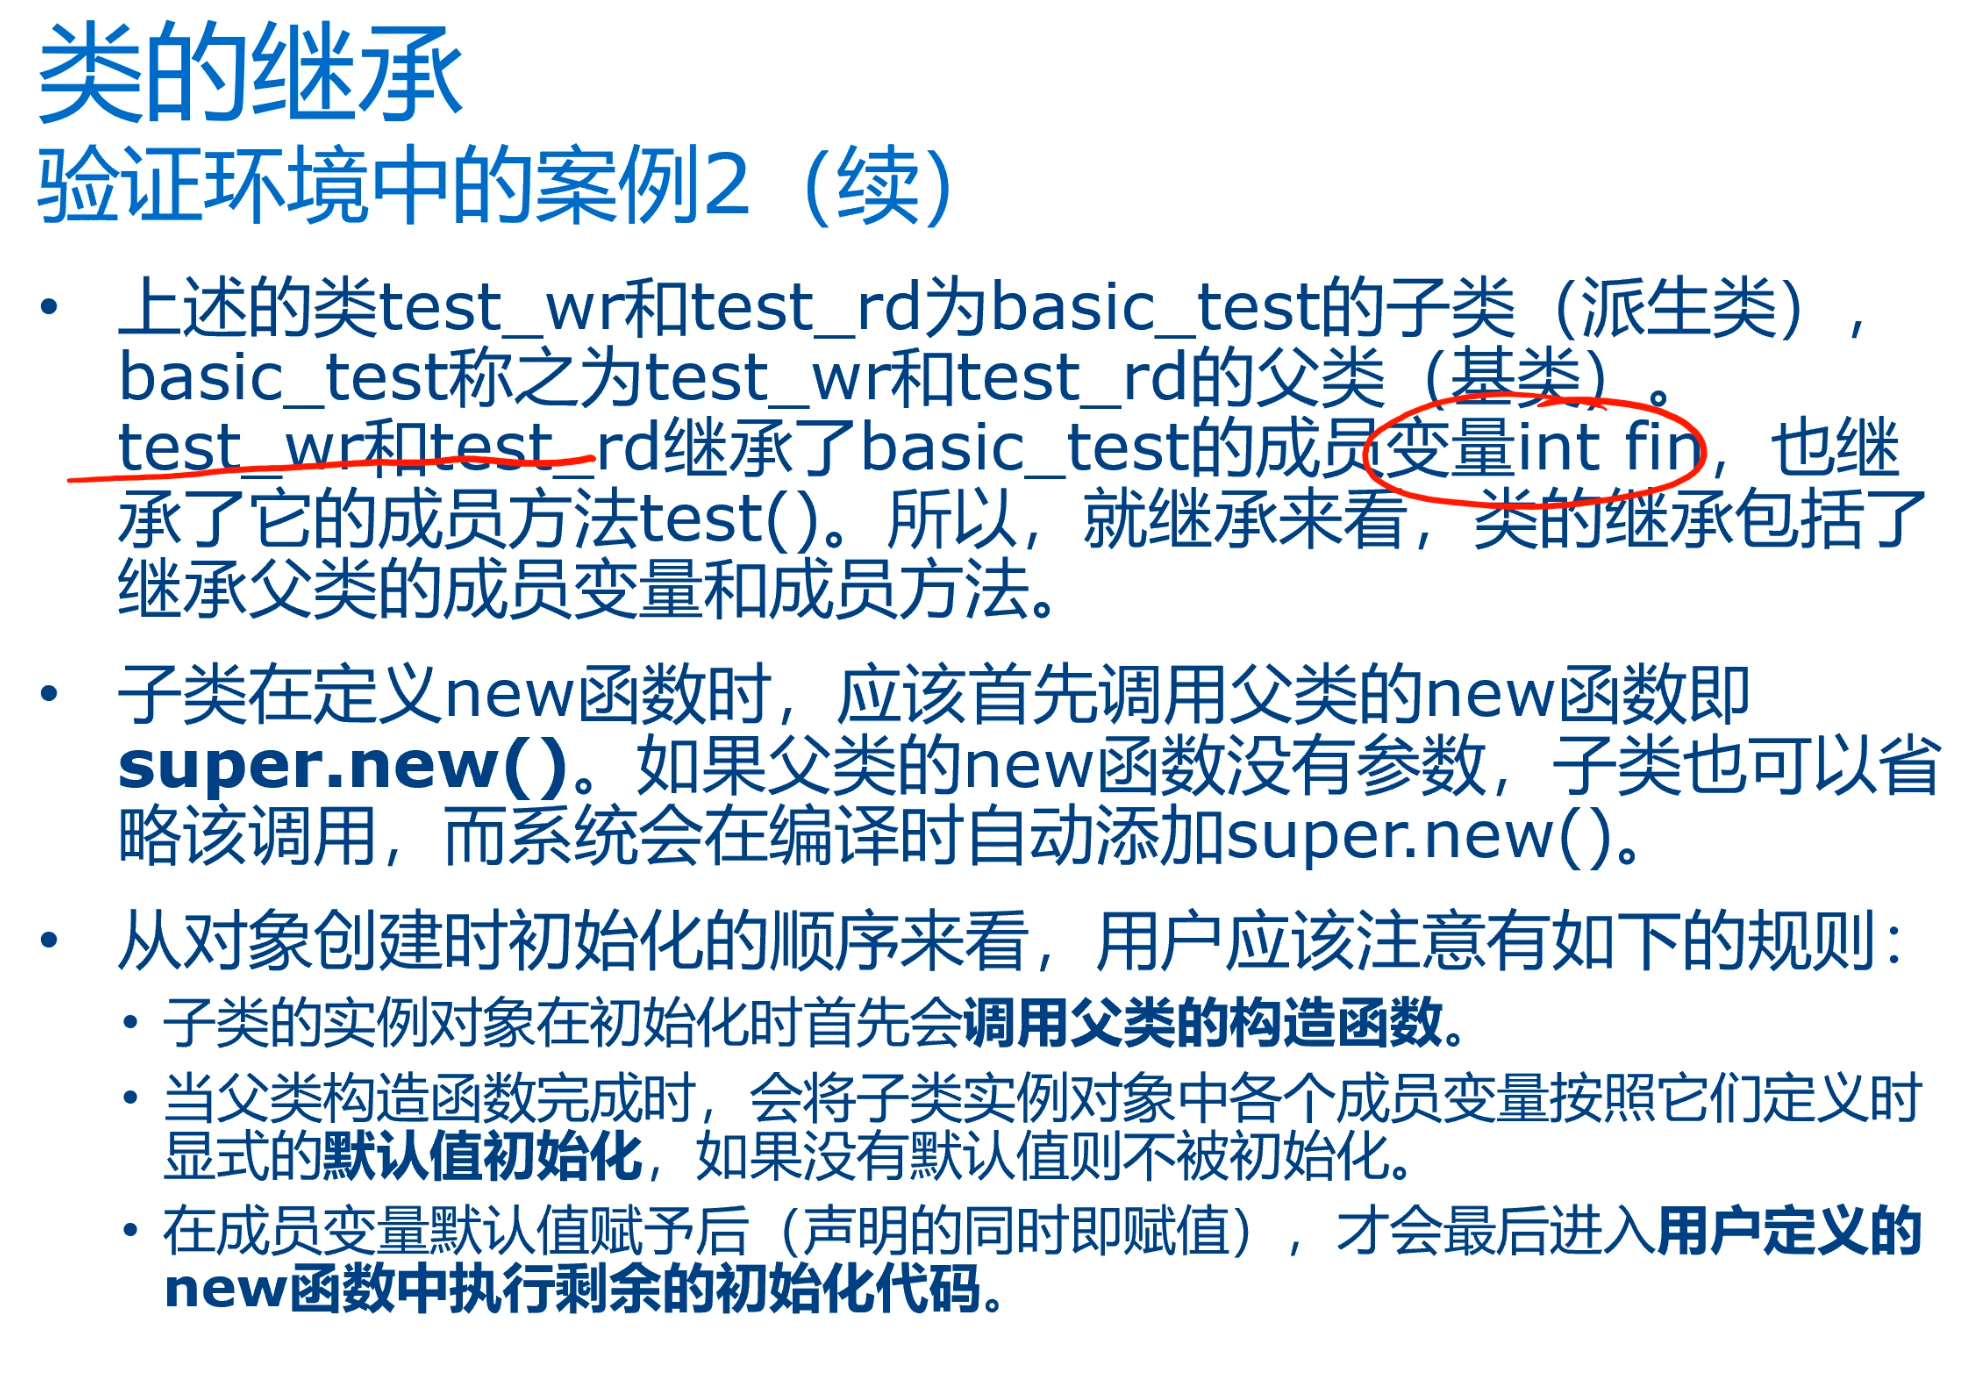 类的继承
验证环境中的案例2（续）
• 上述的类test_wr和test_rd为basic_test的子类（派生类），
basic_test称之为test_wr和test_rd的父类（基类）。
test_wr和test_rd继承了basic_test的成员变量int fin，也继
承了它的成员方法test()。所以，就继承来看，类的继承包括了
继承父类的成员变量和成员方法。
• 子类在定义new函数时，应该首先调用父类的new函数即
super.new()。如果父类的new函数没有参数，子类也可以省
略该调用，而系统会在编译时自动添加super.new()。
• 从对象创建时初始化的顺序来看，用户应该注意有如下的规则：
• 子类的实例对象在初始化时首先会调用父类的构造函数。
• 当父类构造函数完成时，会将子类实例对象中各个成员变量按照它们定义时
显式的默认值初始化，如果没有默认值则不被初始化。
• 在成员变量默认值赋予后（声明的同时即赋值），才会最后进入用户定义的
new函数中执行剩余的初始化代码。